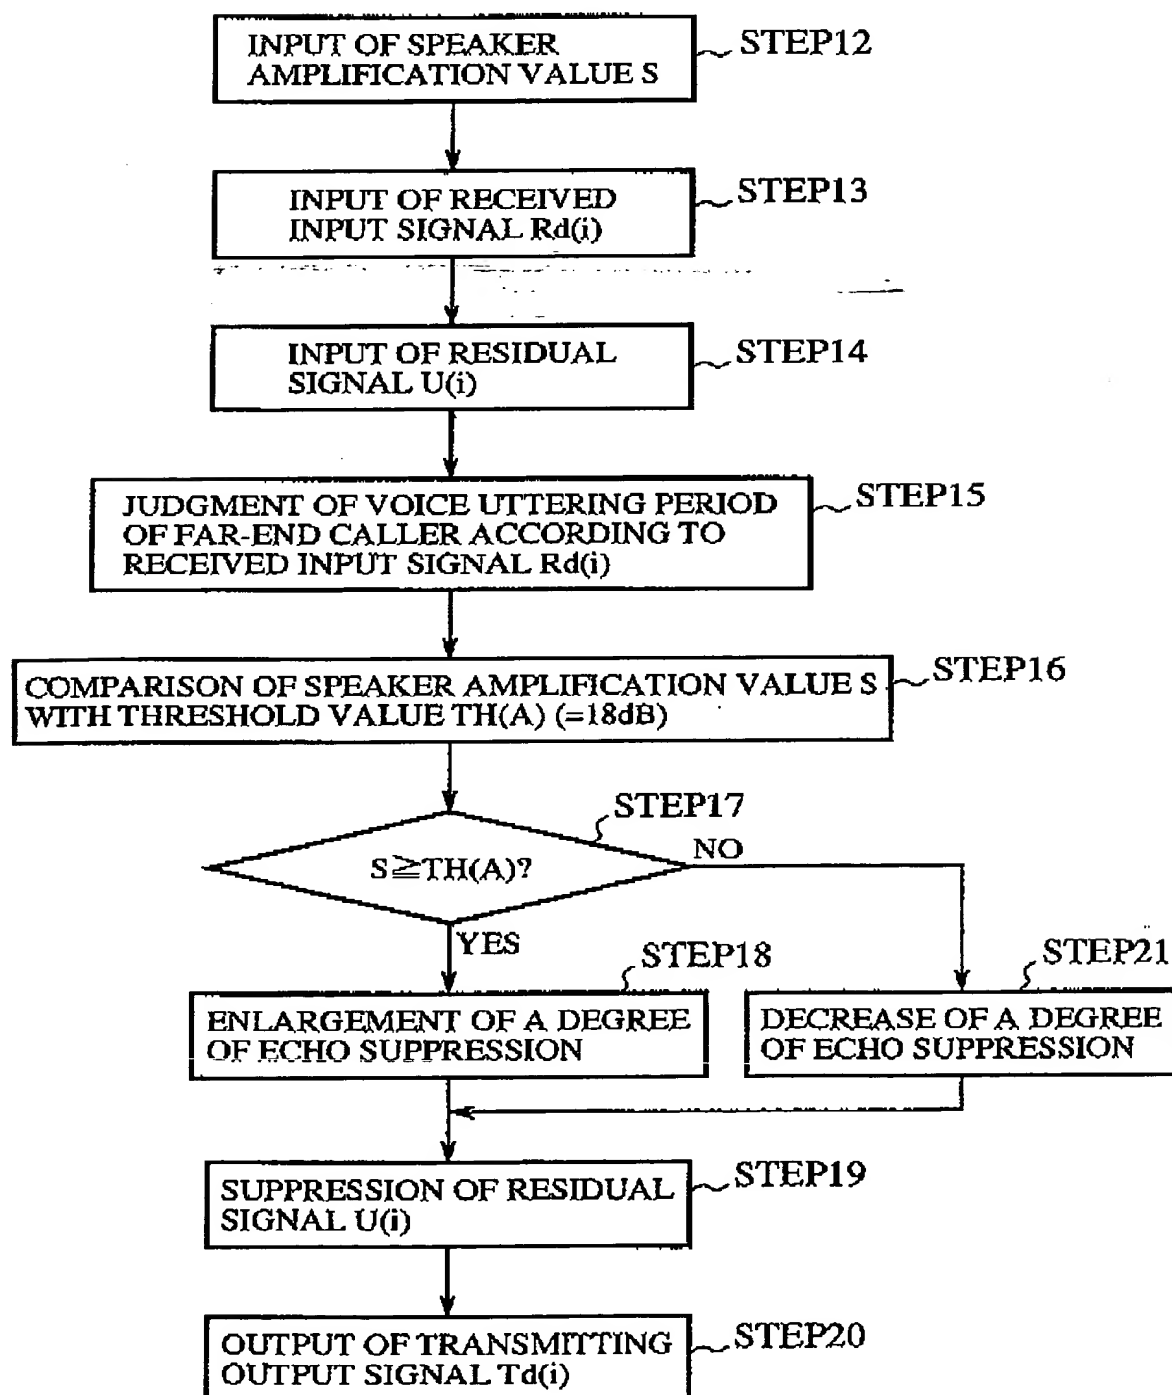 INPUT OF SPEAKER
AMPLIFICATION VALUE S
STEP12
INPUT OF RECEIVED
INPUT SIGNAL Rd(i)
STEP13
INPUT OF RESIDUAL
SIGNAL U(i)
STEP14
JUDGMENT OF VOICE UTTERING PERIOD
OF FAR-END CALLER ACCORDING TO
RECEIVED INPUT SIGNAL Rd(i)
STEP15
COMPARISON OF SPEAKER AMPLIFICATION VALUE S
WITH THRESHOLD VALUE TH(A) (=18dB)
STEP16
STEP17
S≧TH(A)?
NO
YES
STEP18
ENLARGEMENT OF A DEGREE
OF ECHO SUPPRESSION
STEP21
DECREASE OF A DEGREE
OF ECHO SUPPRESSION
SUPPRESSION OF RESIDUAL
SIGNAL U(i)
STEP19
OUTPUT OF TRANSMITTING
OUTPUT SIGNAL Td(i)
STEP20